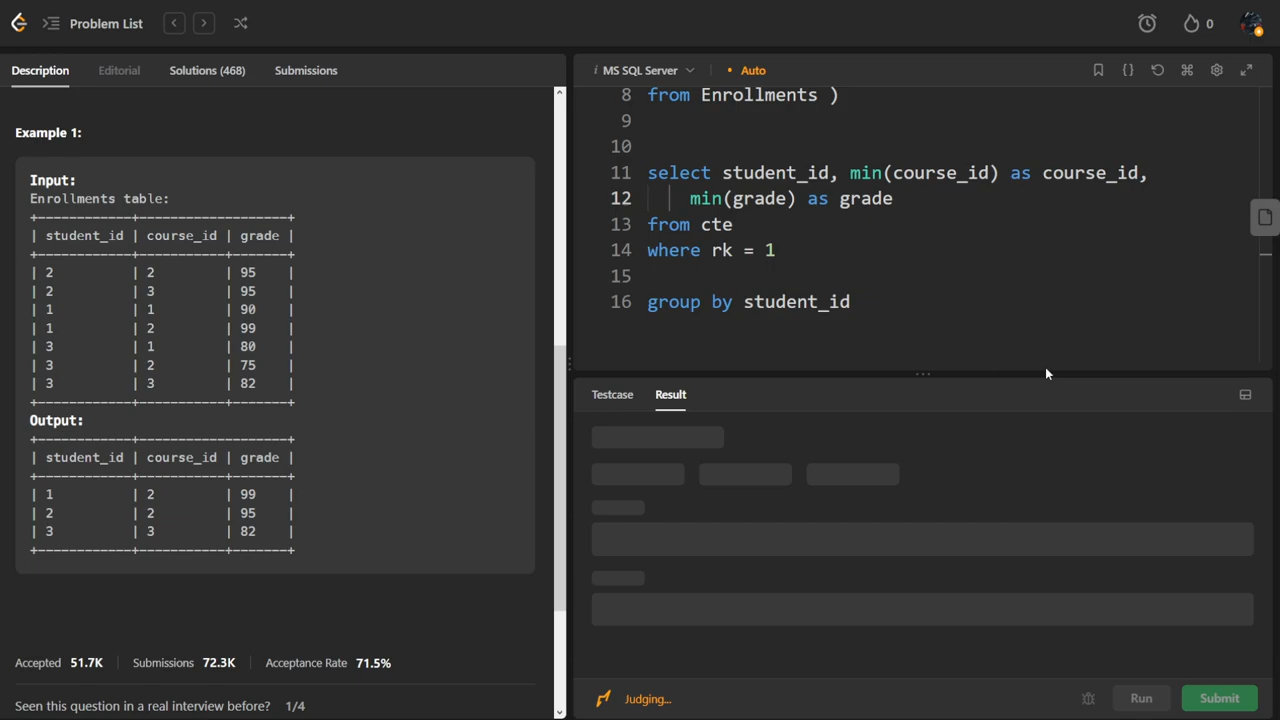 Problem List
0
Description Editorial Solutions (468) Submissions
Example 1:
Input:
Enrollments table:
+------------+-------------------+
| student_id | course_id | grade |
+------------+-----------+-------+
| 2 | 2 | 95 |
| 2 | 3 | 95 |
| 1 | 1 | 90 |
| 1 | 2 | 99 |
| 3 | 1 | 80 |
| 3 | 2 | 75 |
| 3 | 3 | 82 |
+------------+-----------+-------+
Output:
+------------+-------------------+
| student_id | course_id | grade |
+------------+-----------+-------+
| 1 | 2 | 99 |
| 2 | 2 | 95 |
| 3 | 3 | 82 |
+------------+-----------+-------+
Accepted 51.7K Submissions 72.3K Acceptance Rate 71.5%
Seen this question in a real interview before? 1/4
i MS SQL Server • Auto
8 from Enrollments )
9
10
11 select student_id, min(course_id) as course_id,
12 min(grade) as grade
13 from cte
14 where rk = 1
15
16 group by student_id
Testcase Result
Judging... Run Submit